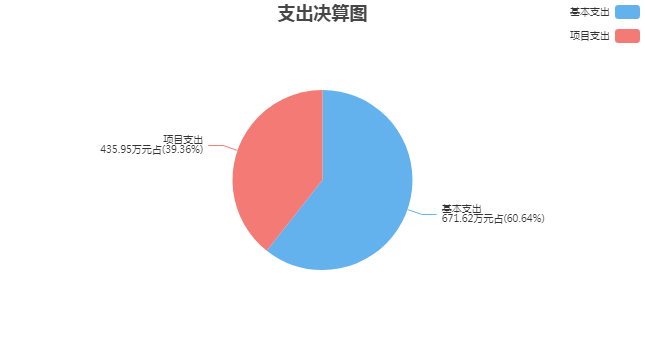 支出决算图
基本支出
项目支出
项目支出
435.95万元占(39.36%)
基本支出
671.62万元占(60.64%)